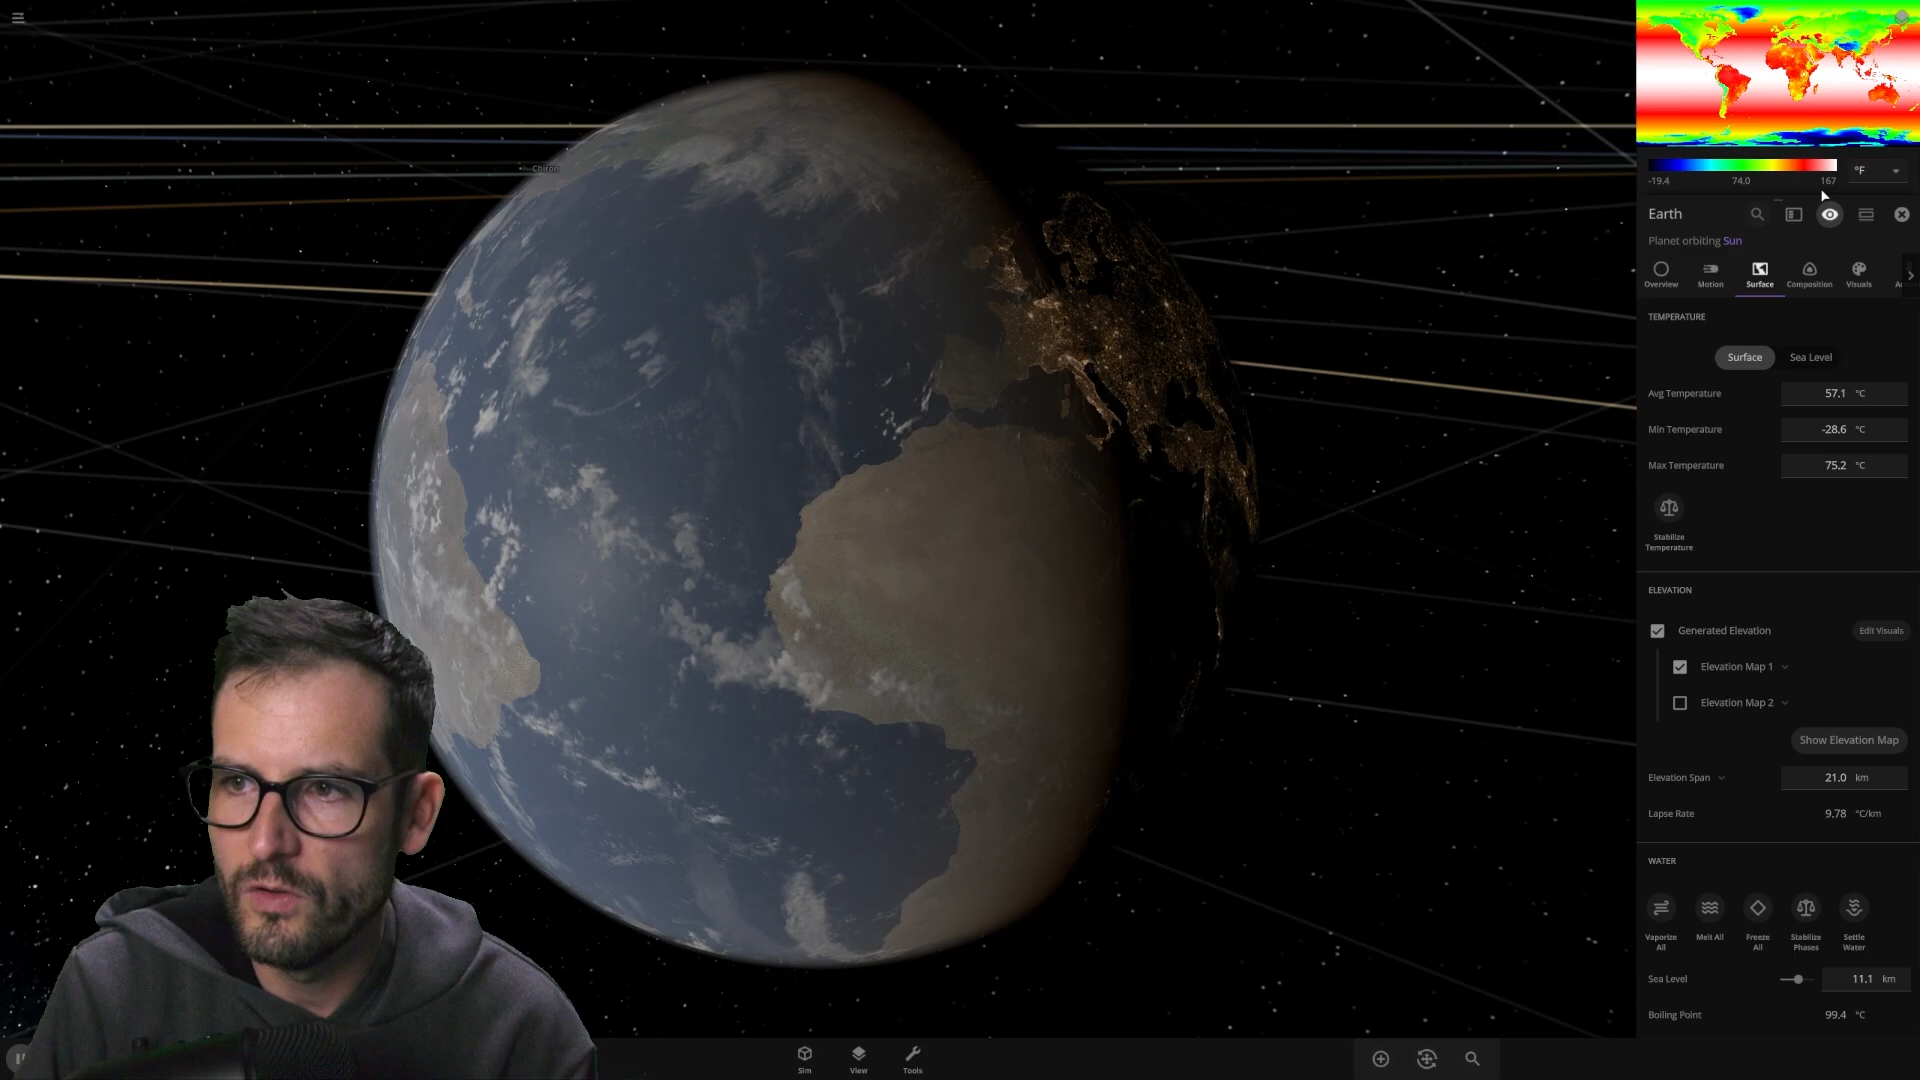 Chiron
-19.4 74.0 167 °F
Earth
Planet orbiting Sun
Overview Motion Surface Composition Visuals
TEMPERATURE
Surface Sea Level
Avg Temperature 57.1 °C
Min Temperature -28.6 °C
Max Temperature 75.2 °C
Stabilize
Temperature
ELEVATION
Generated Elevation Edit Visuals
Elevation Map 1
Elevation Map 2
Show Elevation Map
Elevation Span 21.0 km
Lapse Rate 9.78 °C/km
WATER
Vaporize All Melt All Freeze All Stabilize Phases Settle Water
Sea Level 11.1 km
Boiling Point 99.4 °C
Sim View Tools